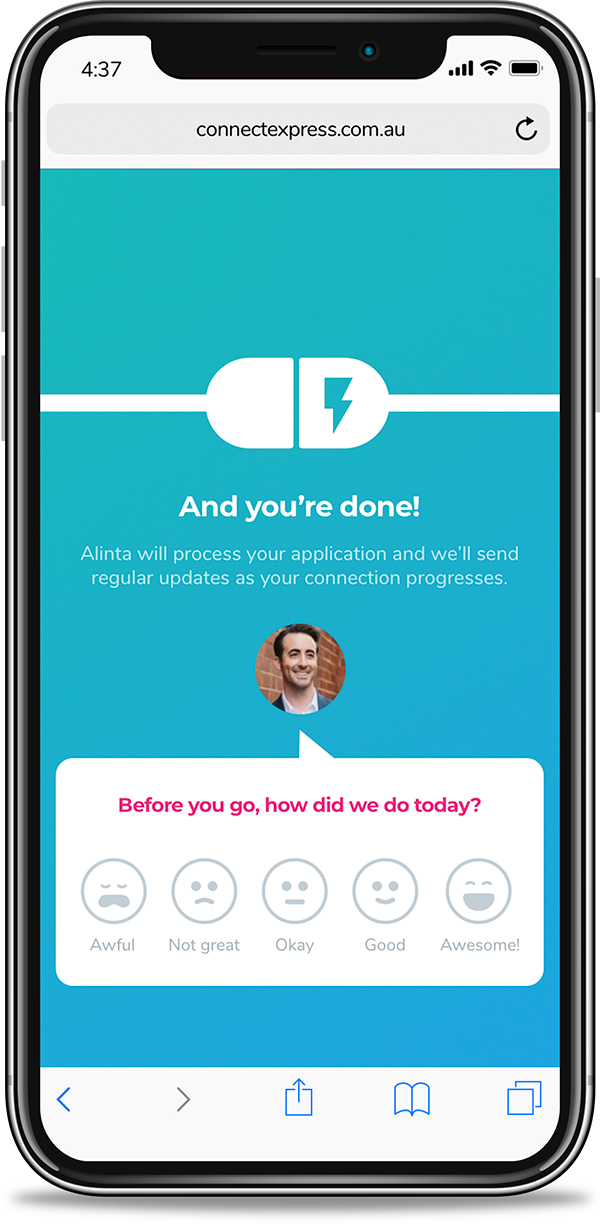 4:37
connectexpress.com.au
And you're done!
Alinta will process your application and we'll send
regular updates as your connection progresses.
Before you go, how did we do today?
Awful Not great Okay Good Awesome!